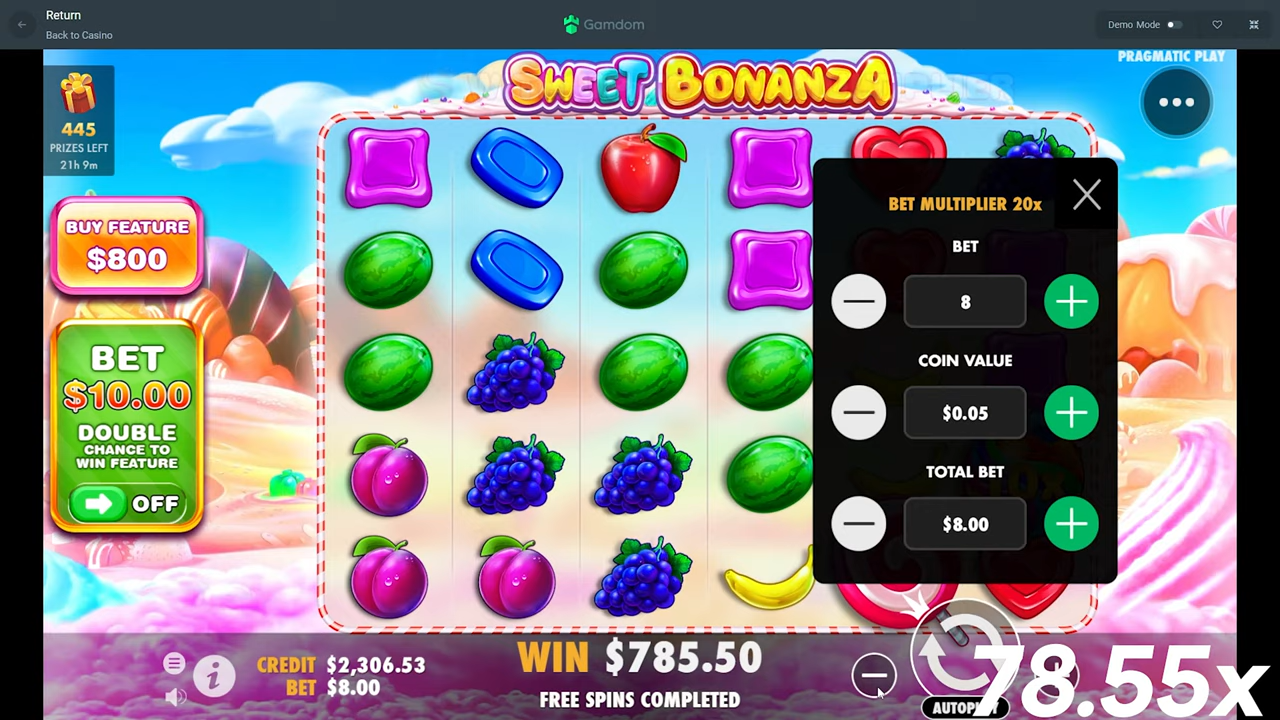 Return
Back to Casino
Gamdom
Demo Mode
PRAGMATIC PLAY
SWEET BONANZA
445
PRIZES LEFT
21h 9m
BUY FEATURE
$800
BET
$10.00
DOUBLE
CHANCE TO
WIN FEATURE
OFF
BET MULTIPLIER 20x
BET
8
COIN VALUE
$0.05
TOTAL BET
$8.00
CREDIT $2,306.53
BET $8.00
WIN $785.50
FREE SPINS COMPLETED
78.55x